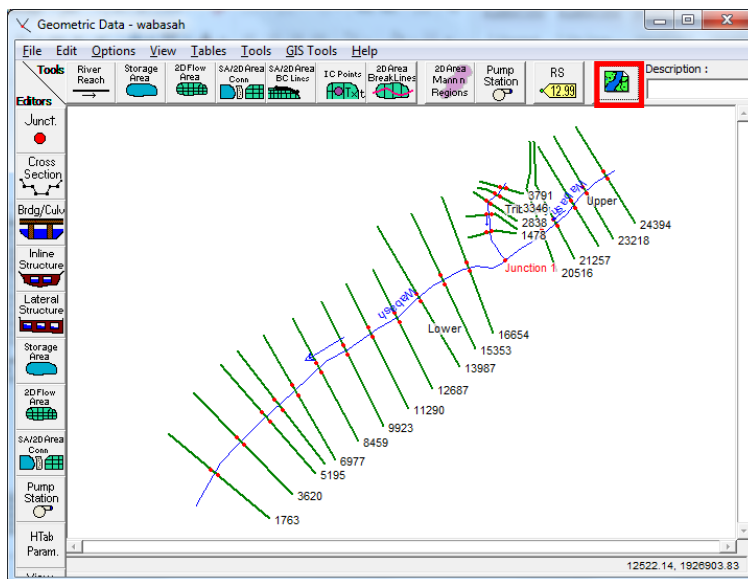 Geometric Data - wabasah
File Edit Options View Tables Tools GIS Tools Help
Tools
Editors
River
Reach
Storage
Area
2D Flow
Area
SA/2D Area
Conn
SA/2D Area
BC Lines
IC Points
2D Area
BreakLines
2D Area
Mann n
Regions
Pump
Station
RS
12.99
Description :
Junct.
Cross
Section
Brdg/Culv
Inline
Structure
Lateral
Structure
Storage
Area
2D Flow
Area
SA/2D Area
Conn
Pump
Station
HTab
Param.
View
3791
3346
2838
1478
Upper
24394
23218
21257
20516
Junction 1
Wabash
Lower
16654
15353
13987
12687
11290
9923
8459
6977
5195
3620
1763
12522.14, 1926903.83